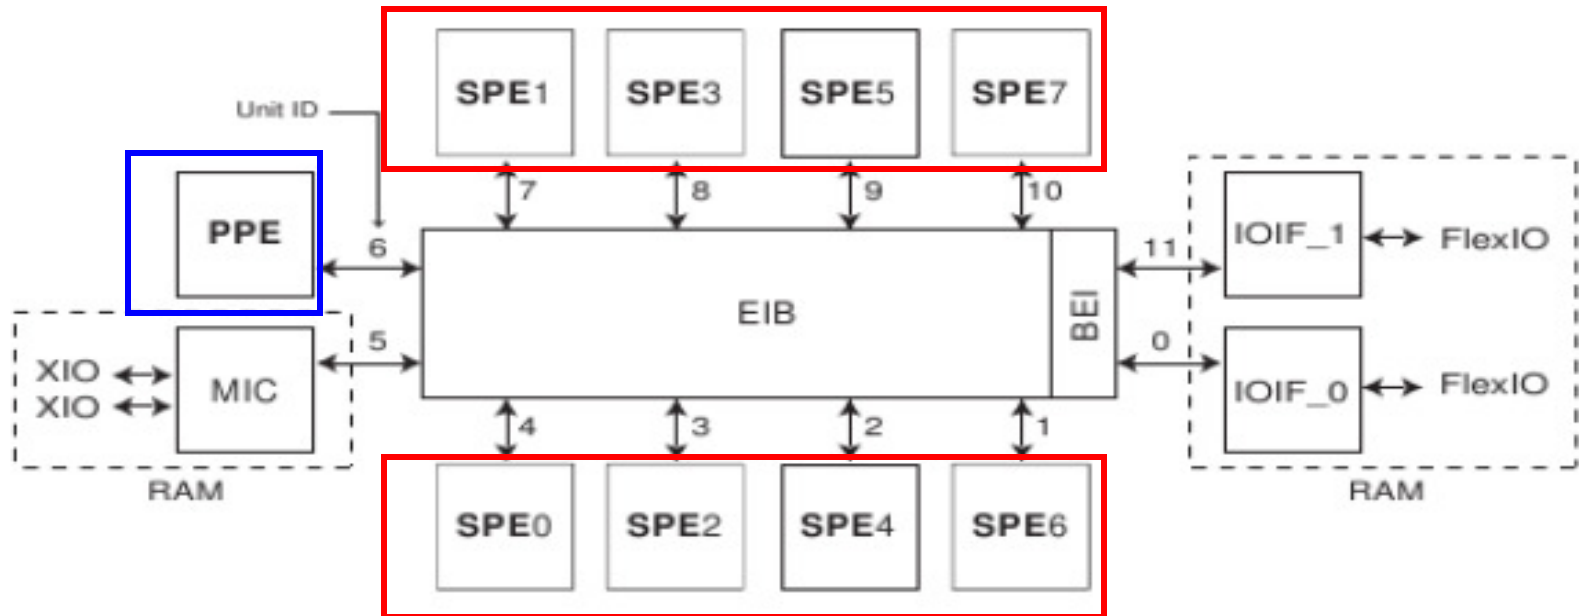 SPE1 SPE3 SPE5 SPE7
Unit ID
7 8 9 10
PPE
6
11
IOIF_1
FlexIO
EIB
BEI
5
0
XIO
XIO
MIC
IOIF_0
FlexIO
4 3 2 1
RAM
RAM
SPE0 SPE2 SPE4 SPE6